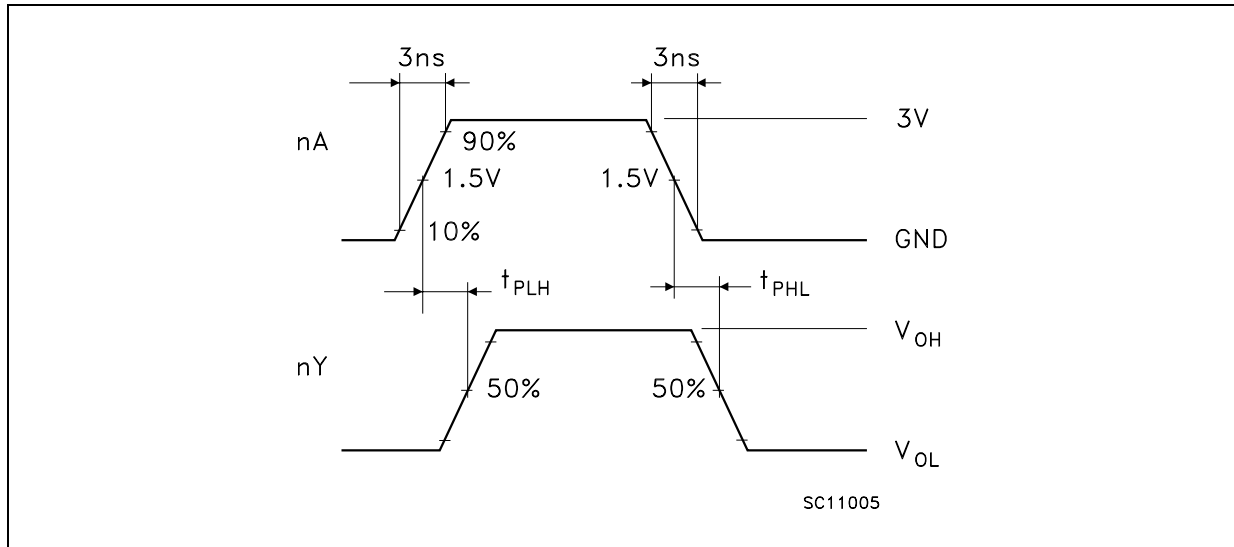 3ns 3ns
3V
nA
90%
1.5V 1.5V
10%
GND
tPLH tPHL
VOH
nY
50% 50%
VOL
SC11005